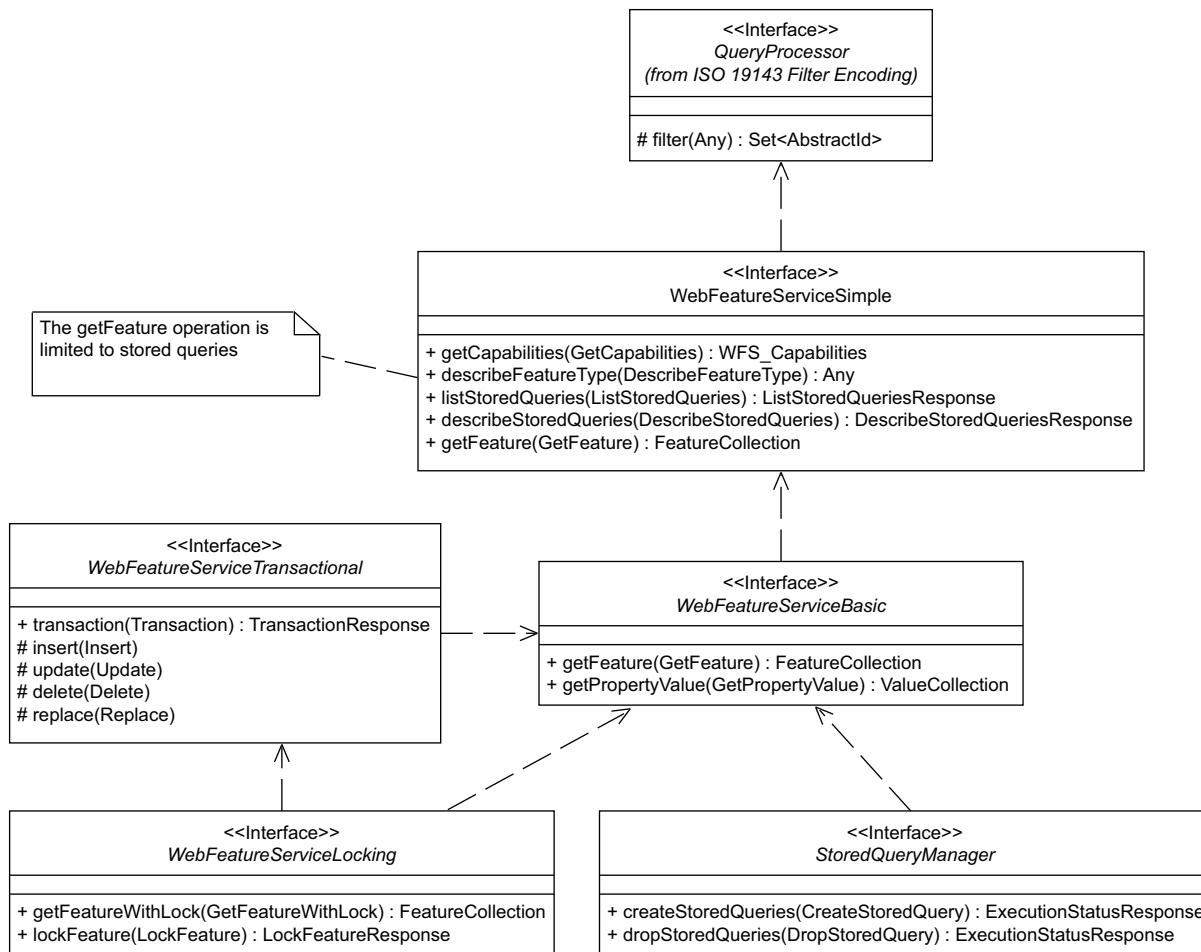 <<Interface>>
QueryProcessor
(from ISO 19143 Filter Encoding)
# filter(Any) : Set<AbstractId>
<<Interface>>
WebFeatureServiceSimple
+ getCapabilities(GetCapabilities) : WFS_Capabilities
+ describeFeatureType(DescribeFeatureType) : Any
+ listStoredQueries(ListStoredQueries) : ListStoredQueriesResponse
+ describeStoredQueries(DescribeStoredQueries) : DescribeStoredQueriesResponse
+ getFeature(GetFeature) : FeatureCollection
The getFeature operation is
limited to stored queries
<<Interface>>
WebFeatureServiceTransactional
+ transaction(Transaction) : TransactionResponse
# insert(Insert)
# update(Update)
# delete(Delete)
# replace(Replace)
<<Interface>>
WebFeatureServiceBasic
+ getFeature(GetFeature) : FeatureCollection
+ getPropertyValue(GetPropertyValue) : ValueCollection
<<Interface>>
WebFeatureServiceLocking
+ getFeatureWithLock(GetFeatureWithLock) : FeatureCollection
+ lockFeature(LockFeature) : LockFeatureResponse
<<Interface>>
StoredQueryManager
+ createStoredQueries(CreateStoredQuery) : ExecutionStatusResponse
+ dropStoredQueries(DropStoredQuery) : ExecutionStatusResponse